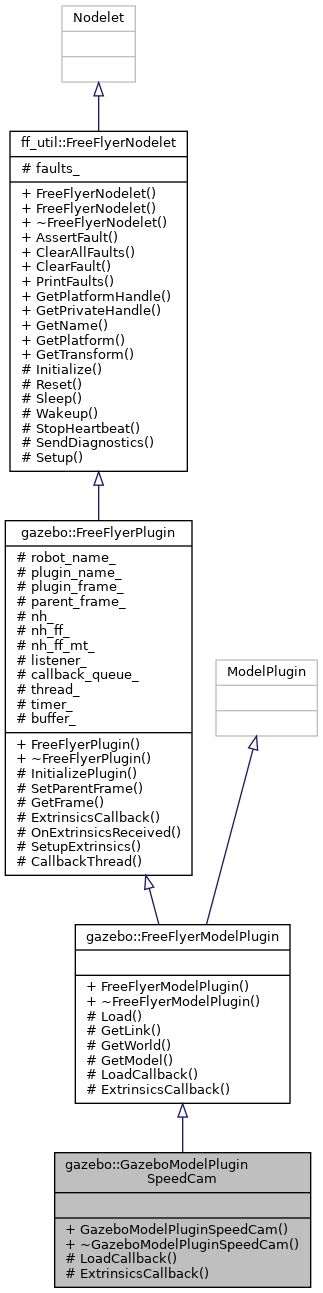 Nodelet
ff_util::FreeFlyerNodelet
# faults_
+ FreeFlyerNodelet()
+ FreeFlyerNodelet()
+ ~FreeFlyerNodelet()
+ AssertFault()
+ ClearAllFaults()
+ ClearFault()
+ PrintFaults()
+ GetPlatformHandle()
+ GetPrivateHandle()
+ GetName()
+ GetPlatform()
+ GetTransform()
# Initialize()
# Reset()
# Sleep()
# Wakeup()
# StopHeartbeat()
# SendDiagnostics()
# Setup()
gazebo::FreeFlyerPlugin
# robot_name_
# plugin_name_
# plugin_frame_
# parent_frame_
# nh_
# nh_ff_
# nh_ff_mt_
# listener_
# callback_queue_
# thread_
# timer_
# buffer_
+ FreeFlyerPlugin()
+ ~FreeFlyerPlugin()
# InitializePlugin()
# SetParentFrame()
# GetFrame()
# ExtrinsicsCallback()
# OnExtrinsicsReceived()
# SetupExtrinsics()
# CallbackThread()
ModelPlugin
gazebo::FreeFlyerModelPlugin
+ FreeFlyerModelPlugin()
+ ~FreeFlyerModelPlugin()
# Load()
# GetLink()
# GetWorld()
# GetModel()
# LoadCallback()
# ExtrinsicsCallback()
gazebo::GazeboModelPlugin
SpeedCam
+ GazeboModelPluginSpeedCam()
+ ~GazeboModelPluginSpeedCam()
# LoadCallback()
# ExtrinsicsCallback()